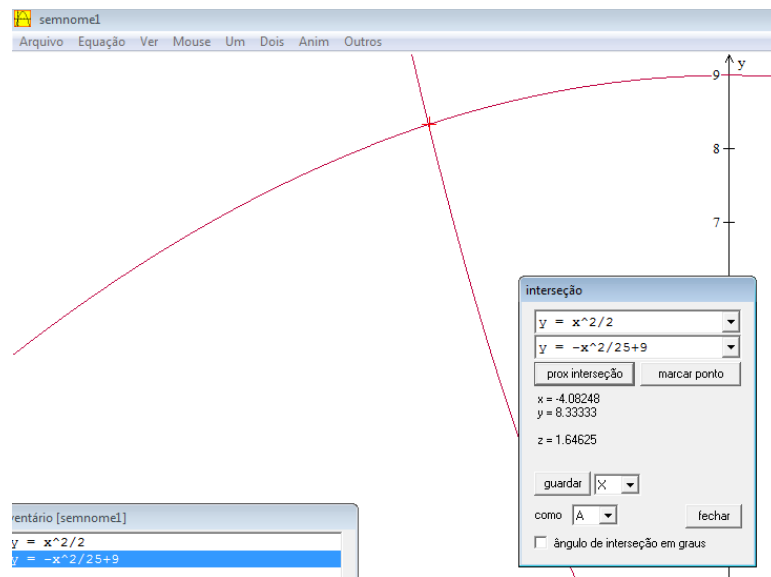 semnome1
Arquivo Equação Ver Mouse Um Dois Anim Outros
y
9
8
7
interseção
y = x^2/2
y = -x^2/25+9
prox interseção marcar ponto
x = -4.08248
y = 8.33333
z = 1.64625
guardar X
como A fechar
ângulo de interseção em graus
ventário [semnome1]
y = x^2/2
y = -x^2/25+9